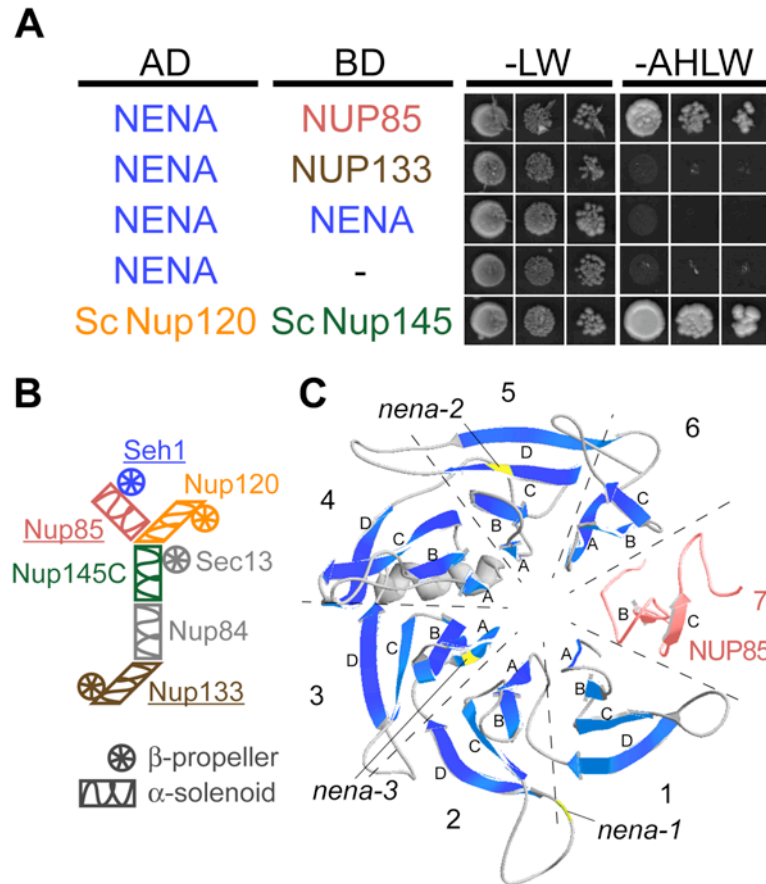 A
AD BD -LW -AHLW
NENA NUP85
NENA NUP133
NENA NENA
NENA -
Sc Nup120 Sc Nup145
B
Seh1
Nup120
Nup85
Nup145C
Sec13
Nup84
Nup133
β-propeller
α-solenoid
C
nena-2
5
6
D
C
B
A
C
B
A
4
D
C
B
A
7
B
C
NUP85
3
D
C
B
A
A
B
C
D
2
A
B
C
D
1
nena-3
nena-1